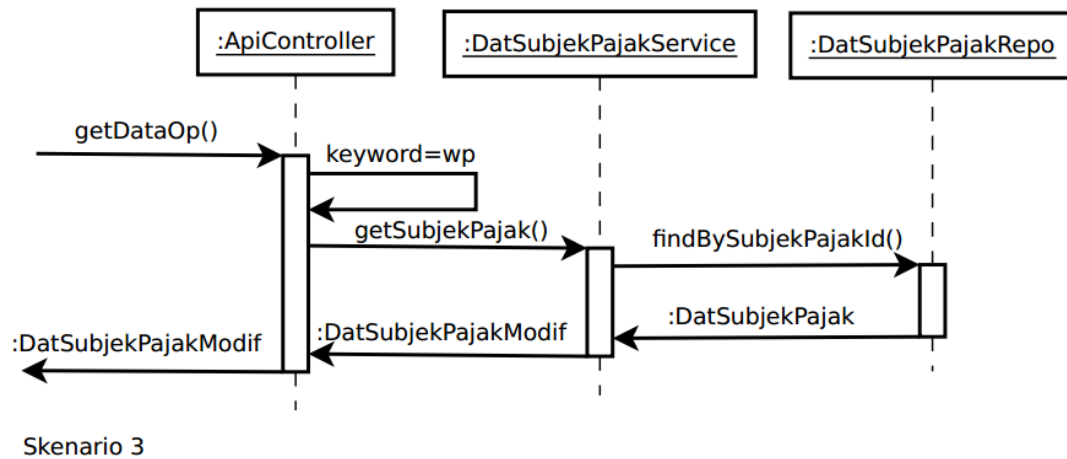 :ApiController
:DatSubjekPajakService
:DatSubjekPajakRepo
getDataOp()
keyword=wp
getSubjekPajak()
findBySubjekPajakId()
:DatSubjekPajak
:DatSubjekPajakModif
:DatSubjekPajakModif
Skenario 3